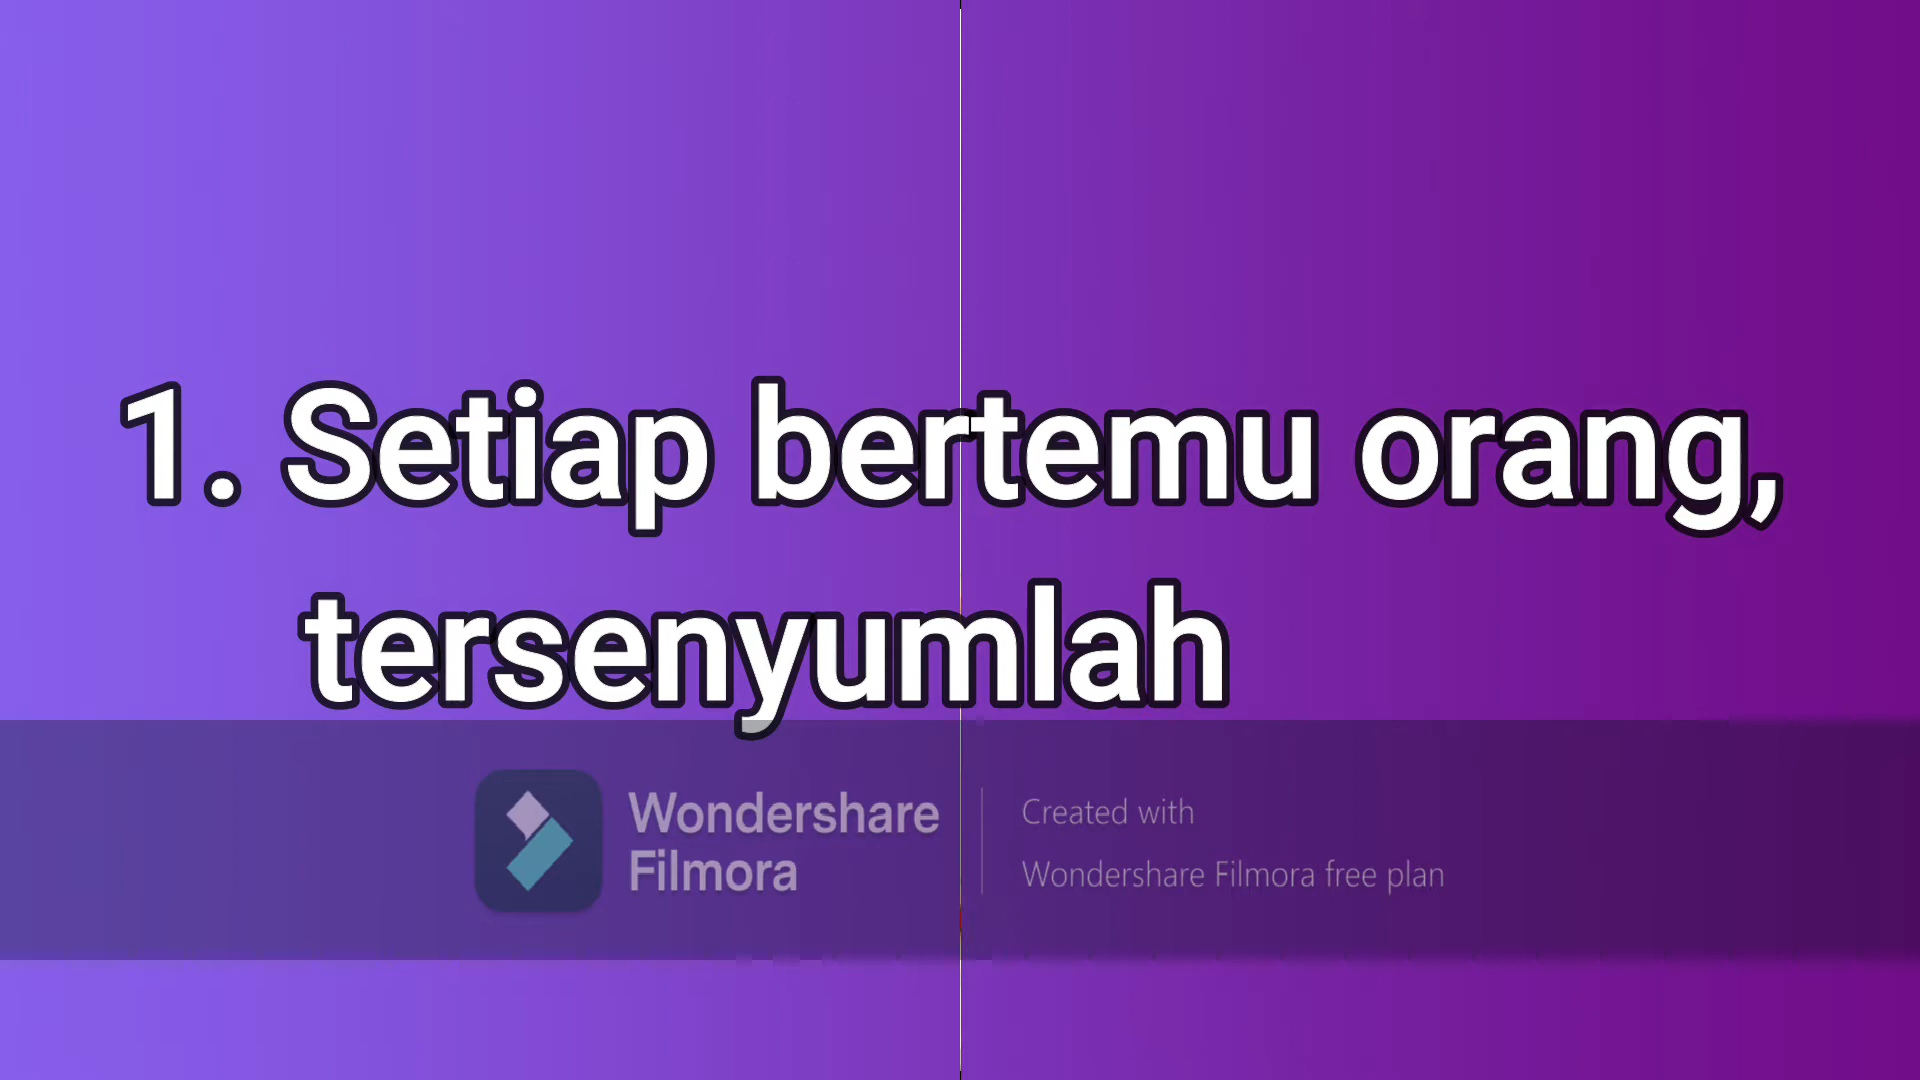 1. Setiap bertemu orang,
tersenyumlah
Wondershare
Filmora
Created with
Wondershare Filmora free plan